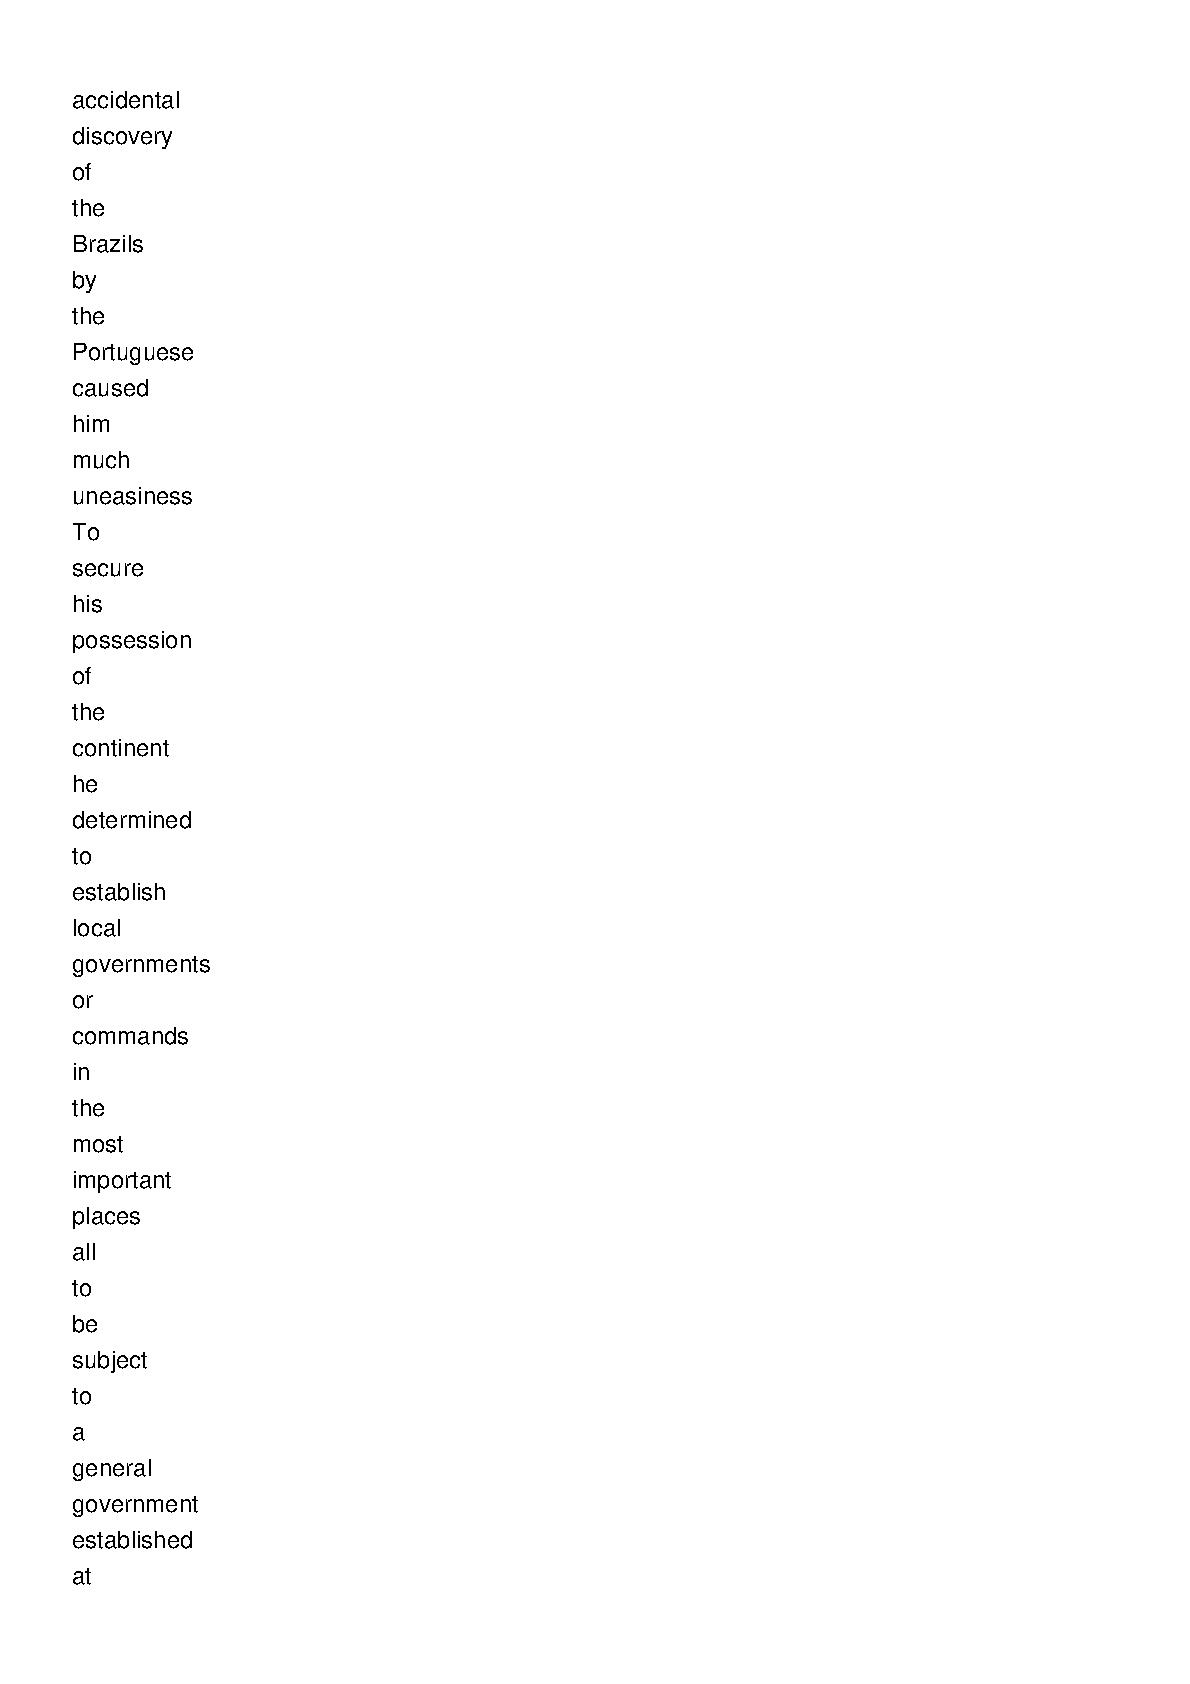 accidental
discovery
of
the
Brazils
by
the
Portuguese
caused
him
much
uneasiness
To
secure
his
possession
of
the
continent
he
determined
to
establish
local
governments
or
commands
in
the
most
important
places
all
to
be
subject
to
a
general
government
established
at